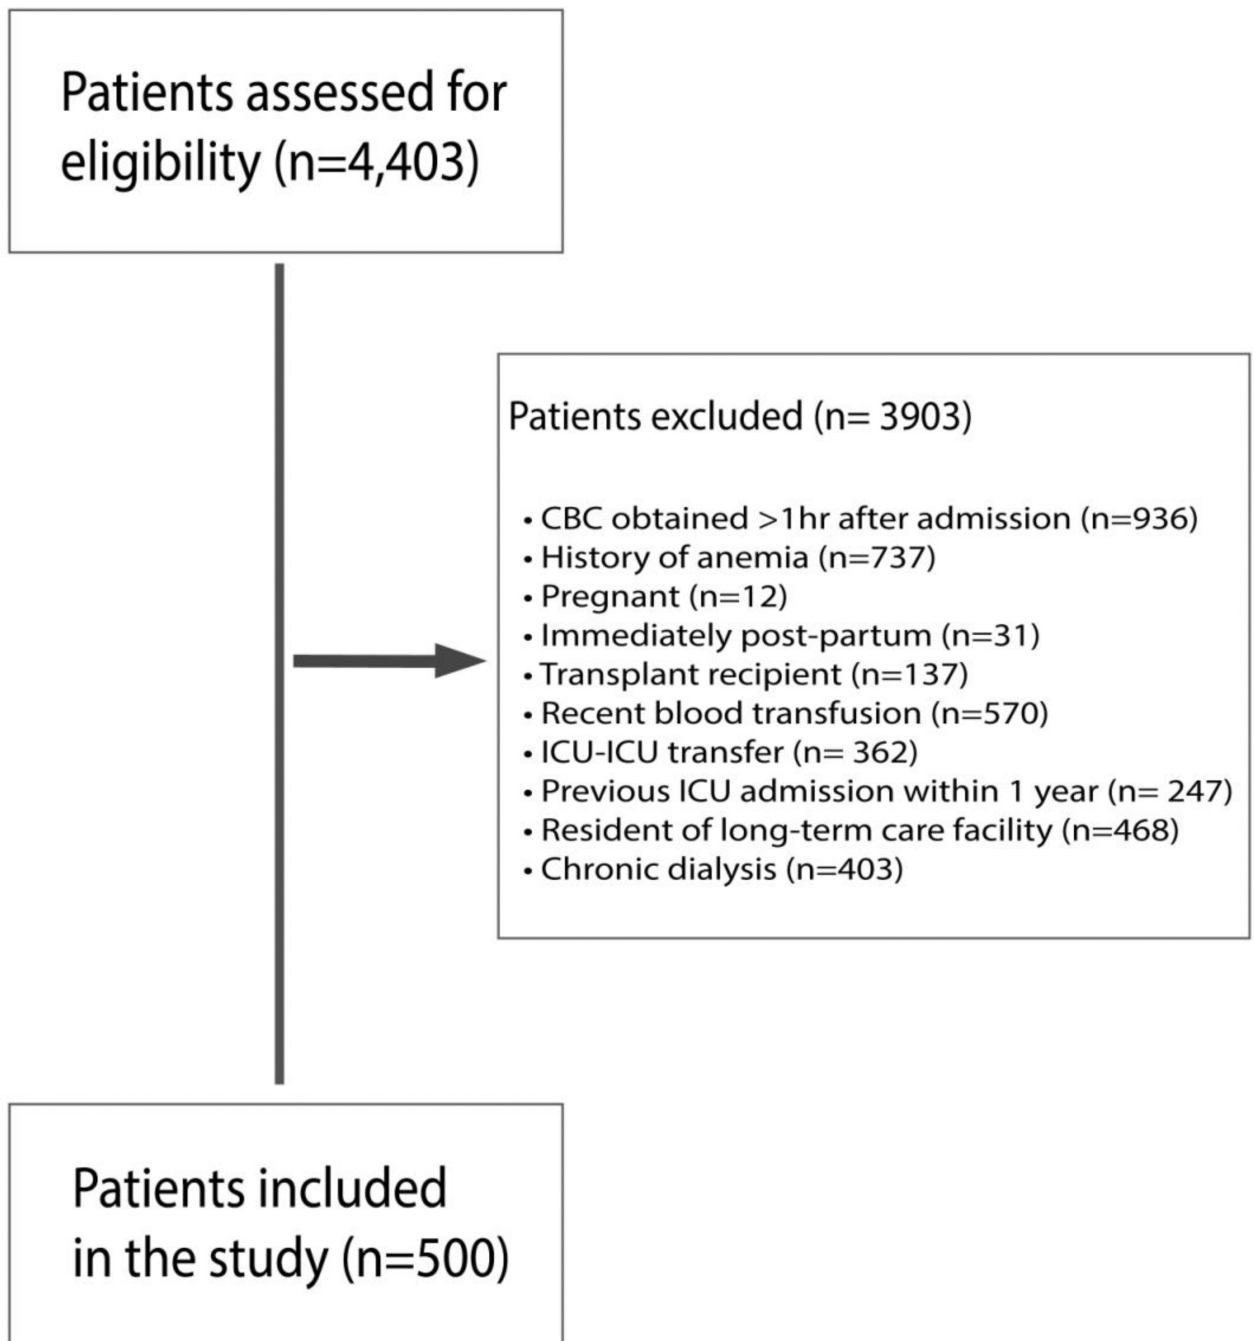 Patients assessed for
eligibility (n=4,403)
Patients excluded (n= 3903)
• CBC obtained >1hr after admission (n=936)
• History of anemia (n=737)
• Pregnant (n=12)
• Immediately post-partum (n=31)
• Transplant recipient (n=137)
• Recent blood transfusion (n=570)
• ICU-ICU transfer (n= 362)
• Previous ICU admission within 1 year (n= 247)
• Resident of long-term care facility (n=468)
• Chronic dialysis (n=403)
Patients included
in the study (n=500)